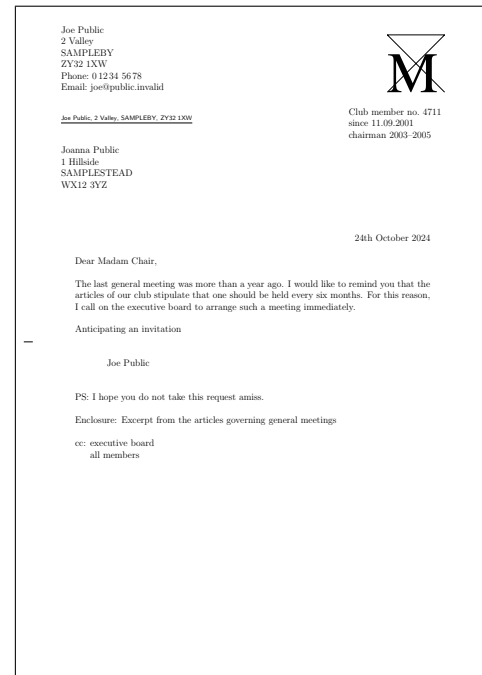 Joe Public
2 Valley
SAMPLEBY
ZY32 1XW
Phone: 0 12 34 56 78
Email: joe@public.invalid
M
Joe Public, 2 Valley, SAMPLEBY, ZY32 1XW
Club member no. 4711
since 11.09.2001
chairman 2003–2005
Joanna Public
1 Hillside
SAMPLESTEAD
WX12 3YZ
24th October 2024
Dear Madam Chair,
The last general meeting was more than a year ago. I would like to remind you that the
articles of our club stipulate that one should be held every six months. For this reason,
I call on the executive board to arrange such a meeting immediately.
Anticipating an invitation
Joe Public
PS: I hope you do not take this request amiss.
Enclosure: Excerpt from the articles governing general meetings
cc: executive board
all members